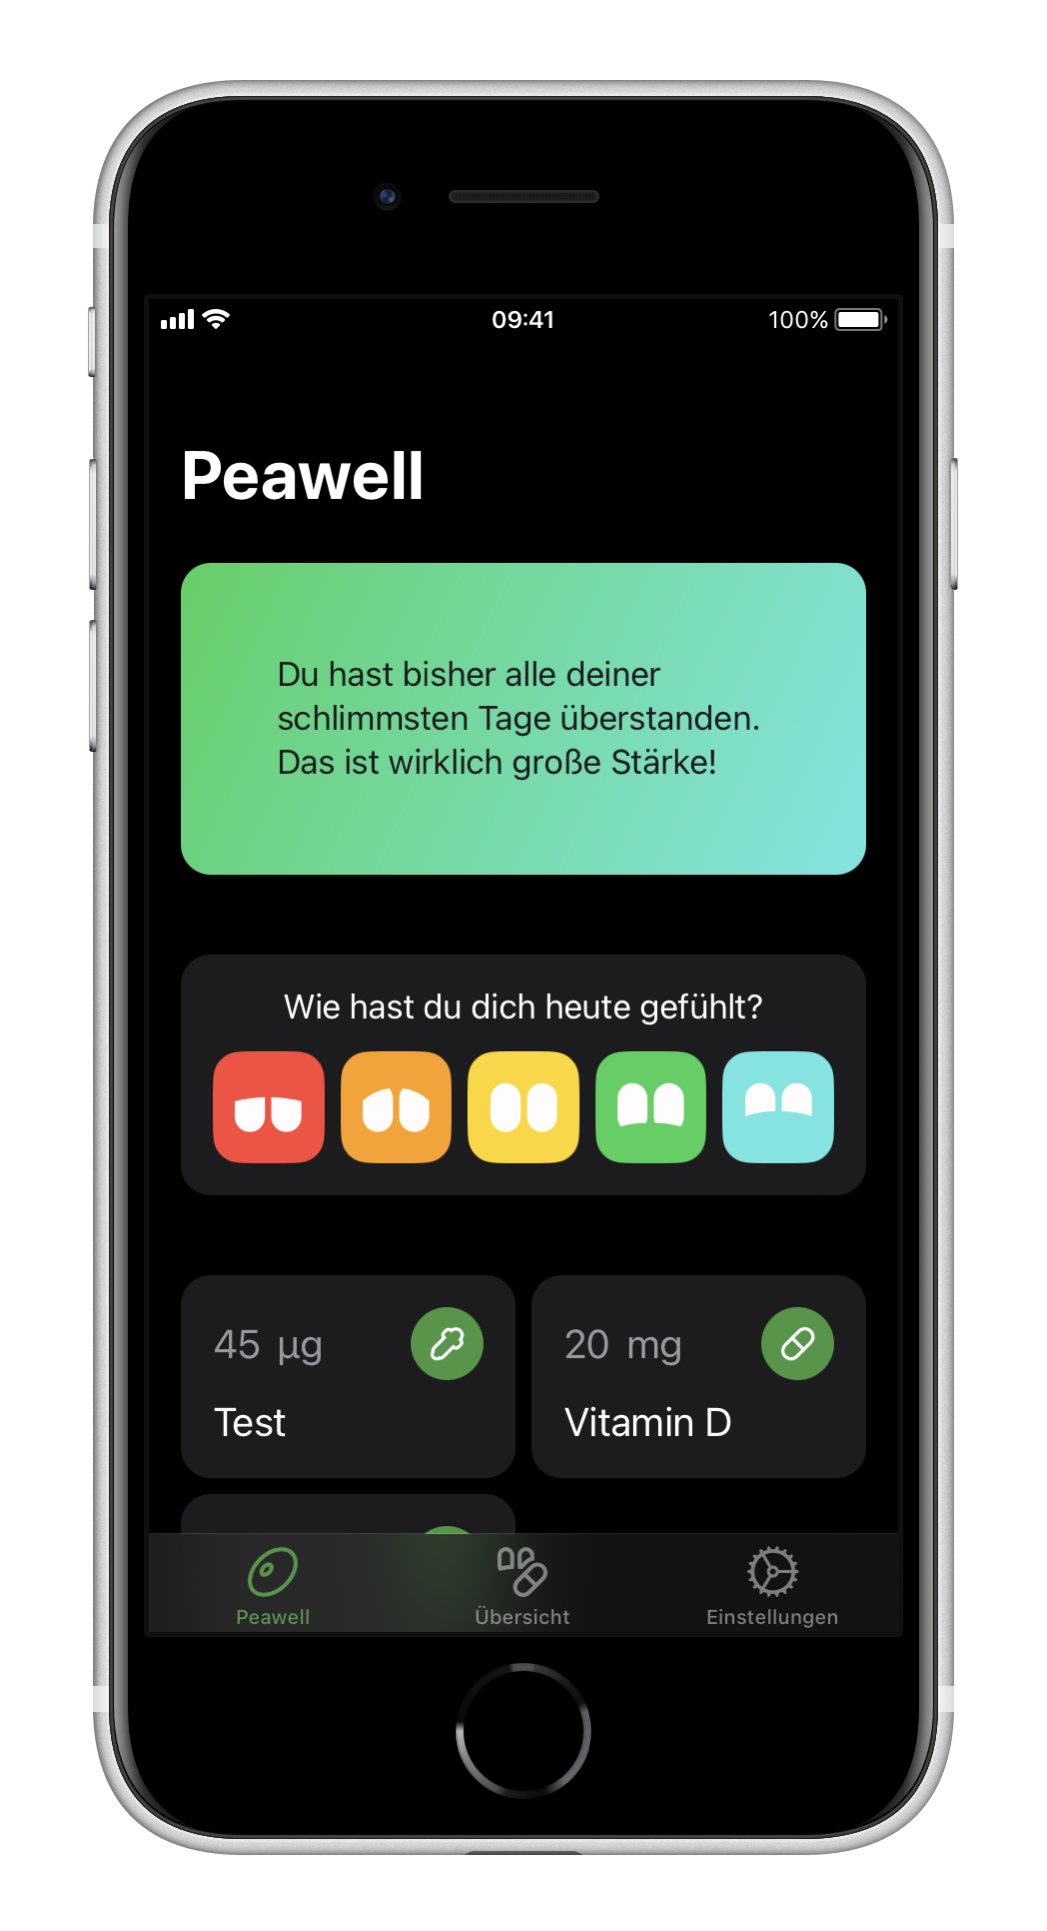 09:41
100%
Peawell
Du hast bisher alle deiner
schlimmsten Tage überstanden.
Das ist wirklich große Stärke!
Wie hast du dich heute gefühlt?
45 µg
Test
20 mg
Vitamin D
Peawell
Übersicht
Einstellungen